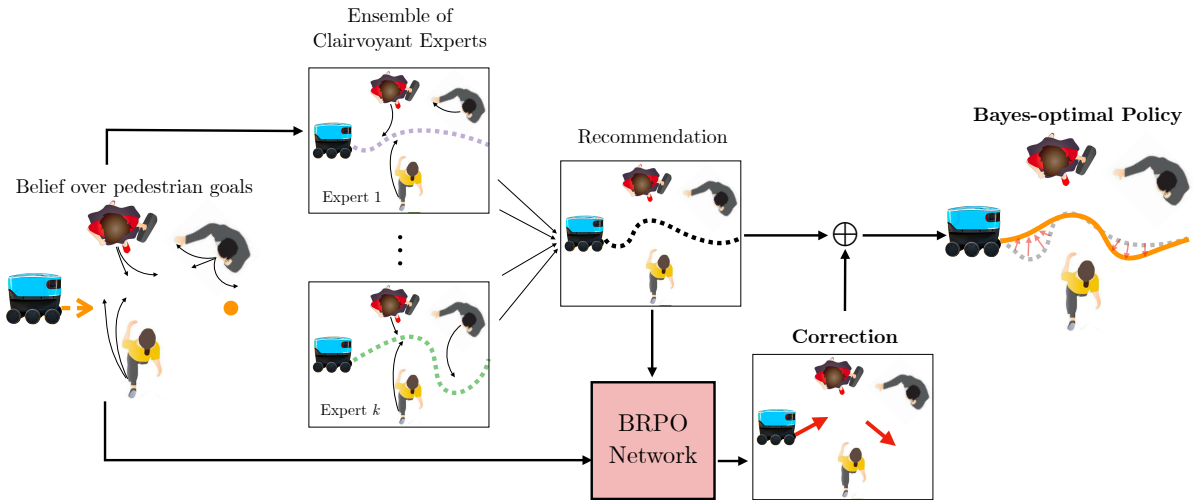 Ensemble of
Clairvoyant Experts
Belief over pedestrian goals
Expert 1
Expert k
Recommendation
BRPO
Network
Correction
Bayes-optimal Policy